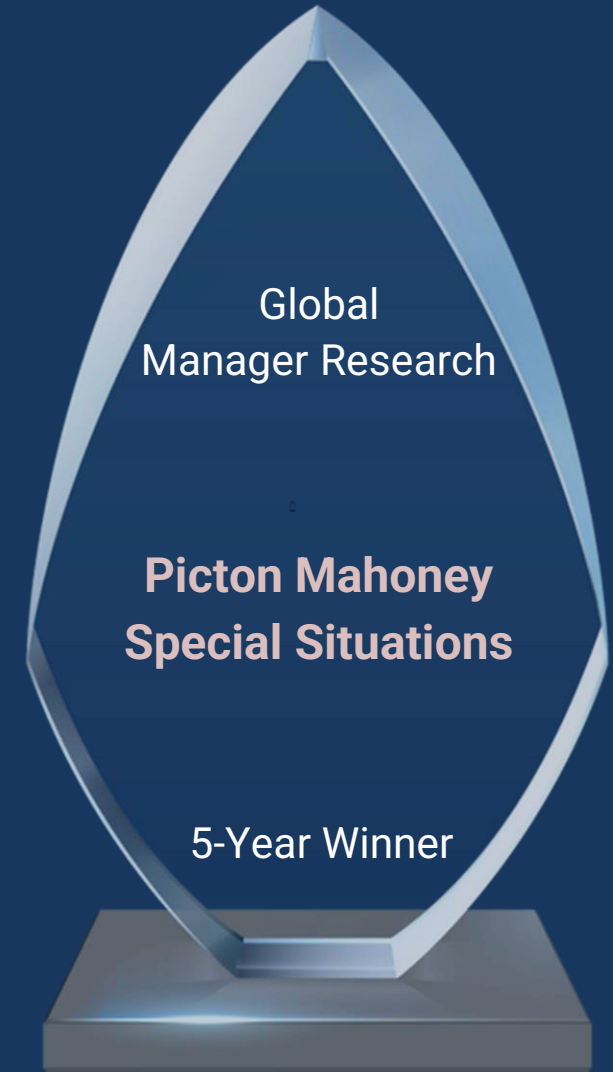 Global
Manager Research
Picton Mahoney
Special Situations
5-Year Winner